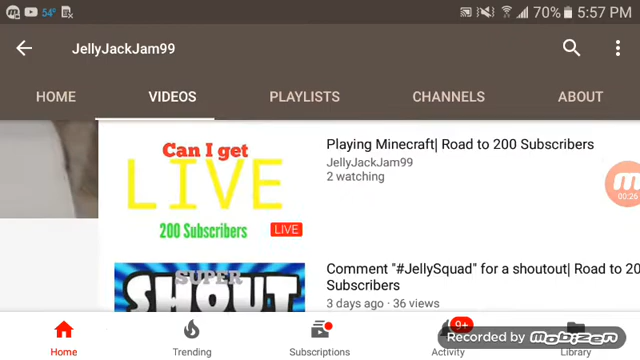 54° 70% 5:57 PM
JellyJackJam99
HOME VIDEOS PLAYLISTS CHANNELS ABOUT
Can I get
LIVE
200 Subscribers
LIVE
Playing Minecraft| Road to 200 Subscribers
JellyJackJam99
2 watching
00:26
SUPER
SHOUT
Comment "#JellySquad" for a shoutout| Road to 20
Subscribers
3 days ago · 36 views
9+
Recorded by Mobizen
Home Trending Subscriptions Activity Library